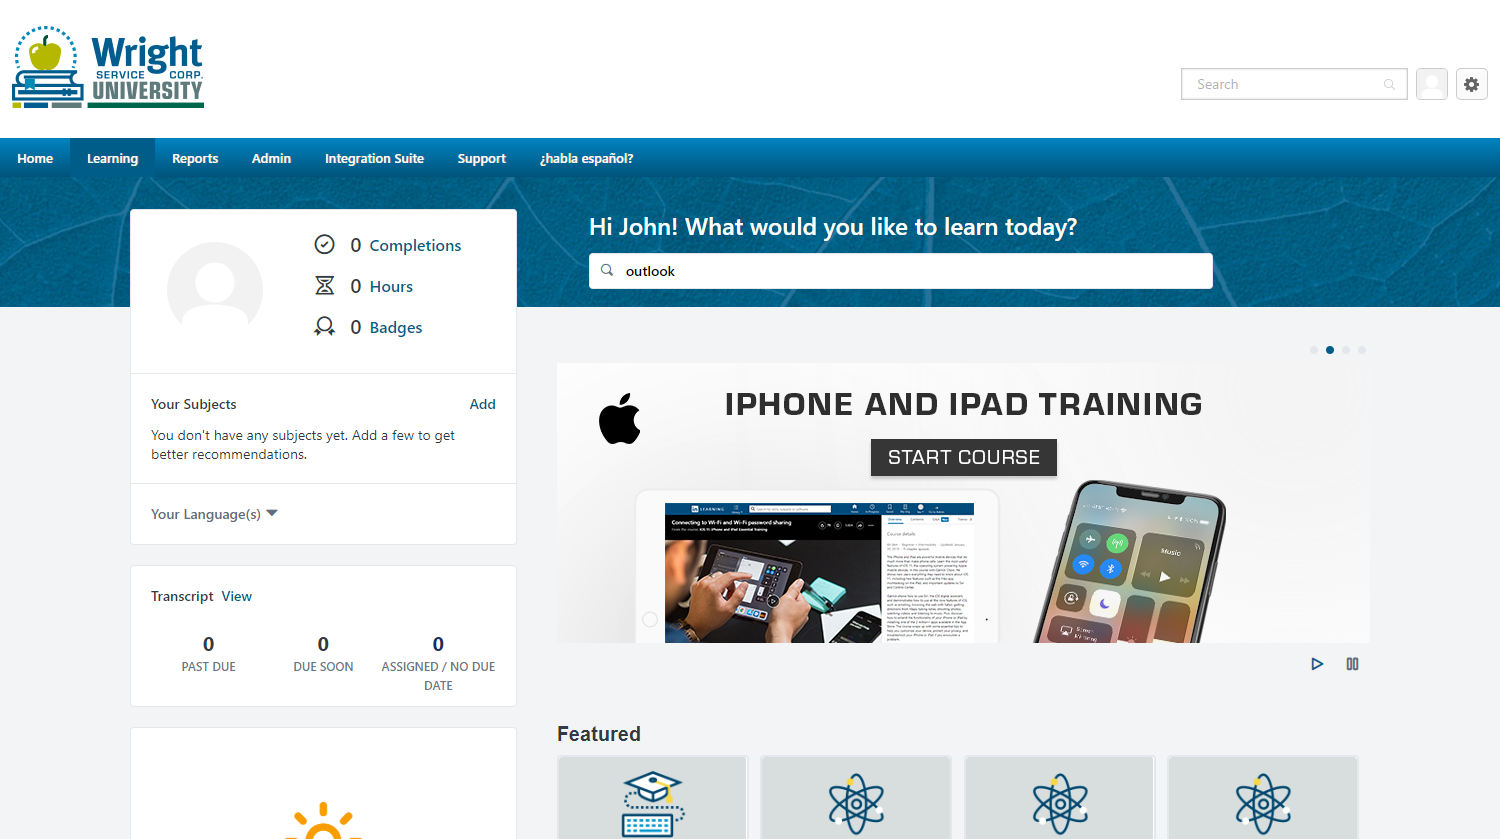 Wright
SERVICE CORP.
UNIVERSITY
Search
Home
Learning
Reports
Admin
Integration Suite
Support
¿habla español?
0 Completions
0 Hours
0 Badges
Hi John! What would you like to learn today?
outlook
Your Subjects
Add
You don't have any subjects yet. Add a few to get
better recommendations.
Your Language(s)
Transcript View
0
PAST DUE
0
DUE SOON
0
ASSIGNED / NO DUE
DATE
IPHONE AND IPAD TRAINING
START COURSE
in LEARNING
Connecting to Wi-Fi and Wi-Fi password sharing
Course details
Music
Featured